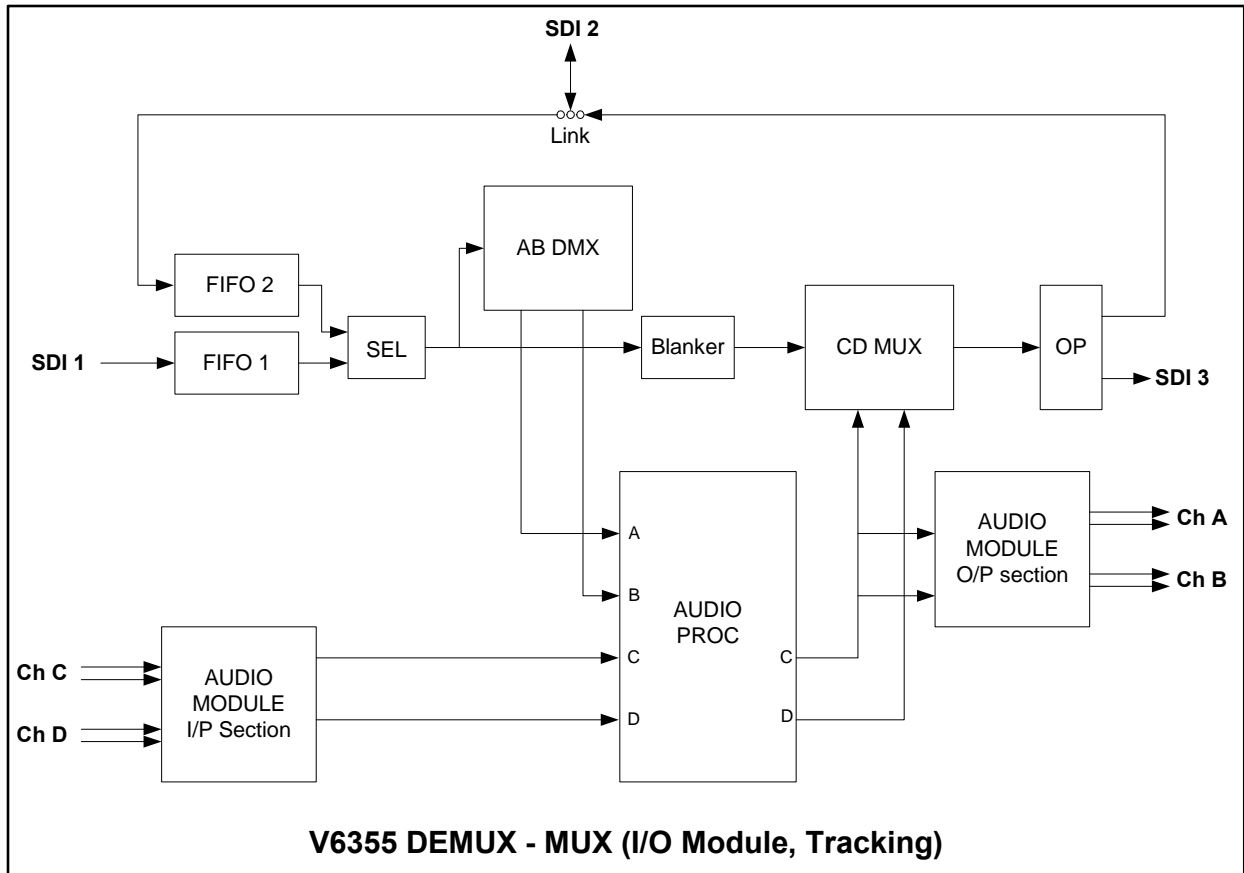 SDI 2
Link
AB DMX
FIFO 2
SEL
Blanker
CD MUX
OP
SDI 1
FIFO 1
SDI 3
A
B
C
D
AUDIO
PROC
C
D
AUDIO
MODULE
O/P section
Ch A
Ch B
Ch C
Ch D
AUDIO
MODULE
I/P Section
V6355 DEMUX - MUX (I/O Module, Tracking)